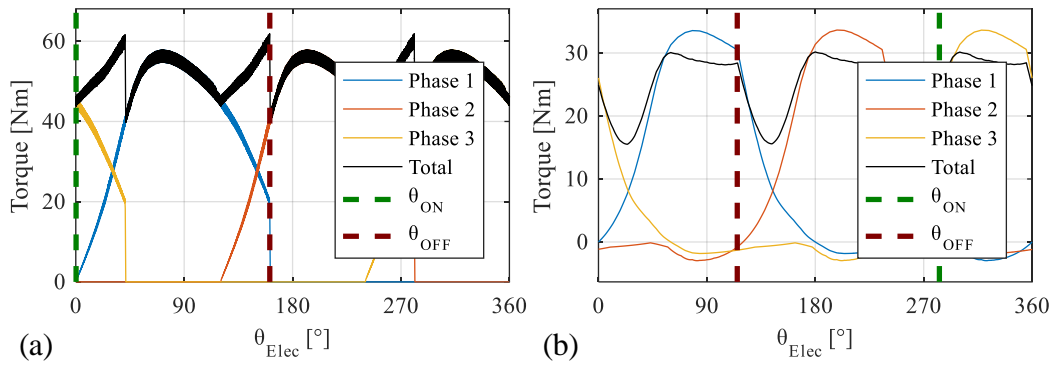 60
40
20
0
Torque [Nm]
0
90
180
270
360
θElec [°]
Phase 1
Phase 2
Phase 3
Total
θON
θOFF
(a)
30
20
10
0
Torque [Nm]
0
90
180
270
360
θElec [°]
Phase 1
Phase 2
Phase 3
Total
θON
θOFF
(b)